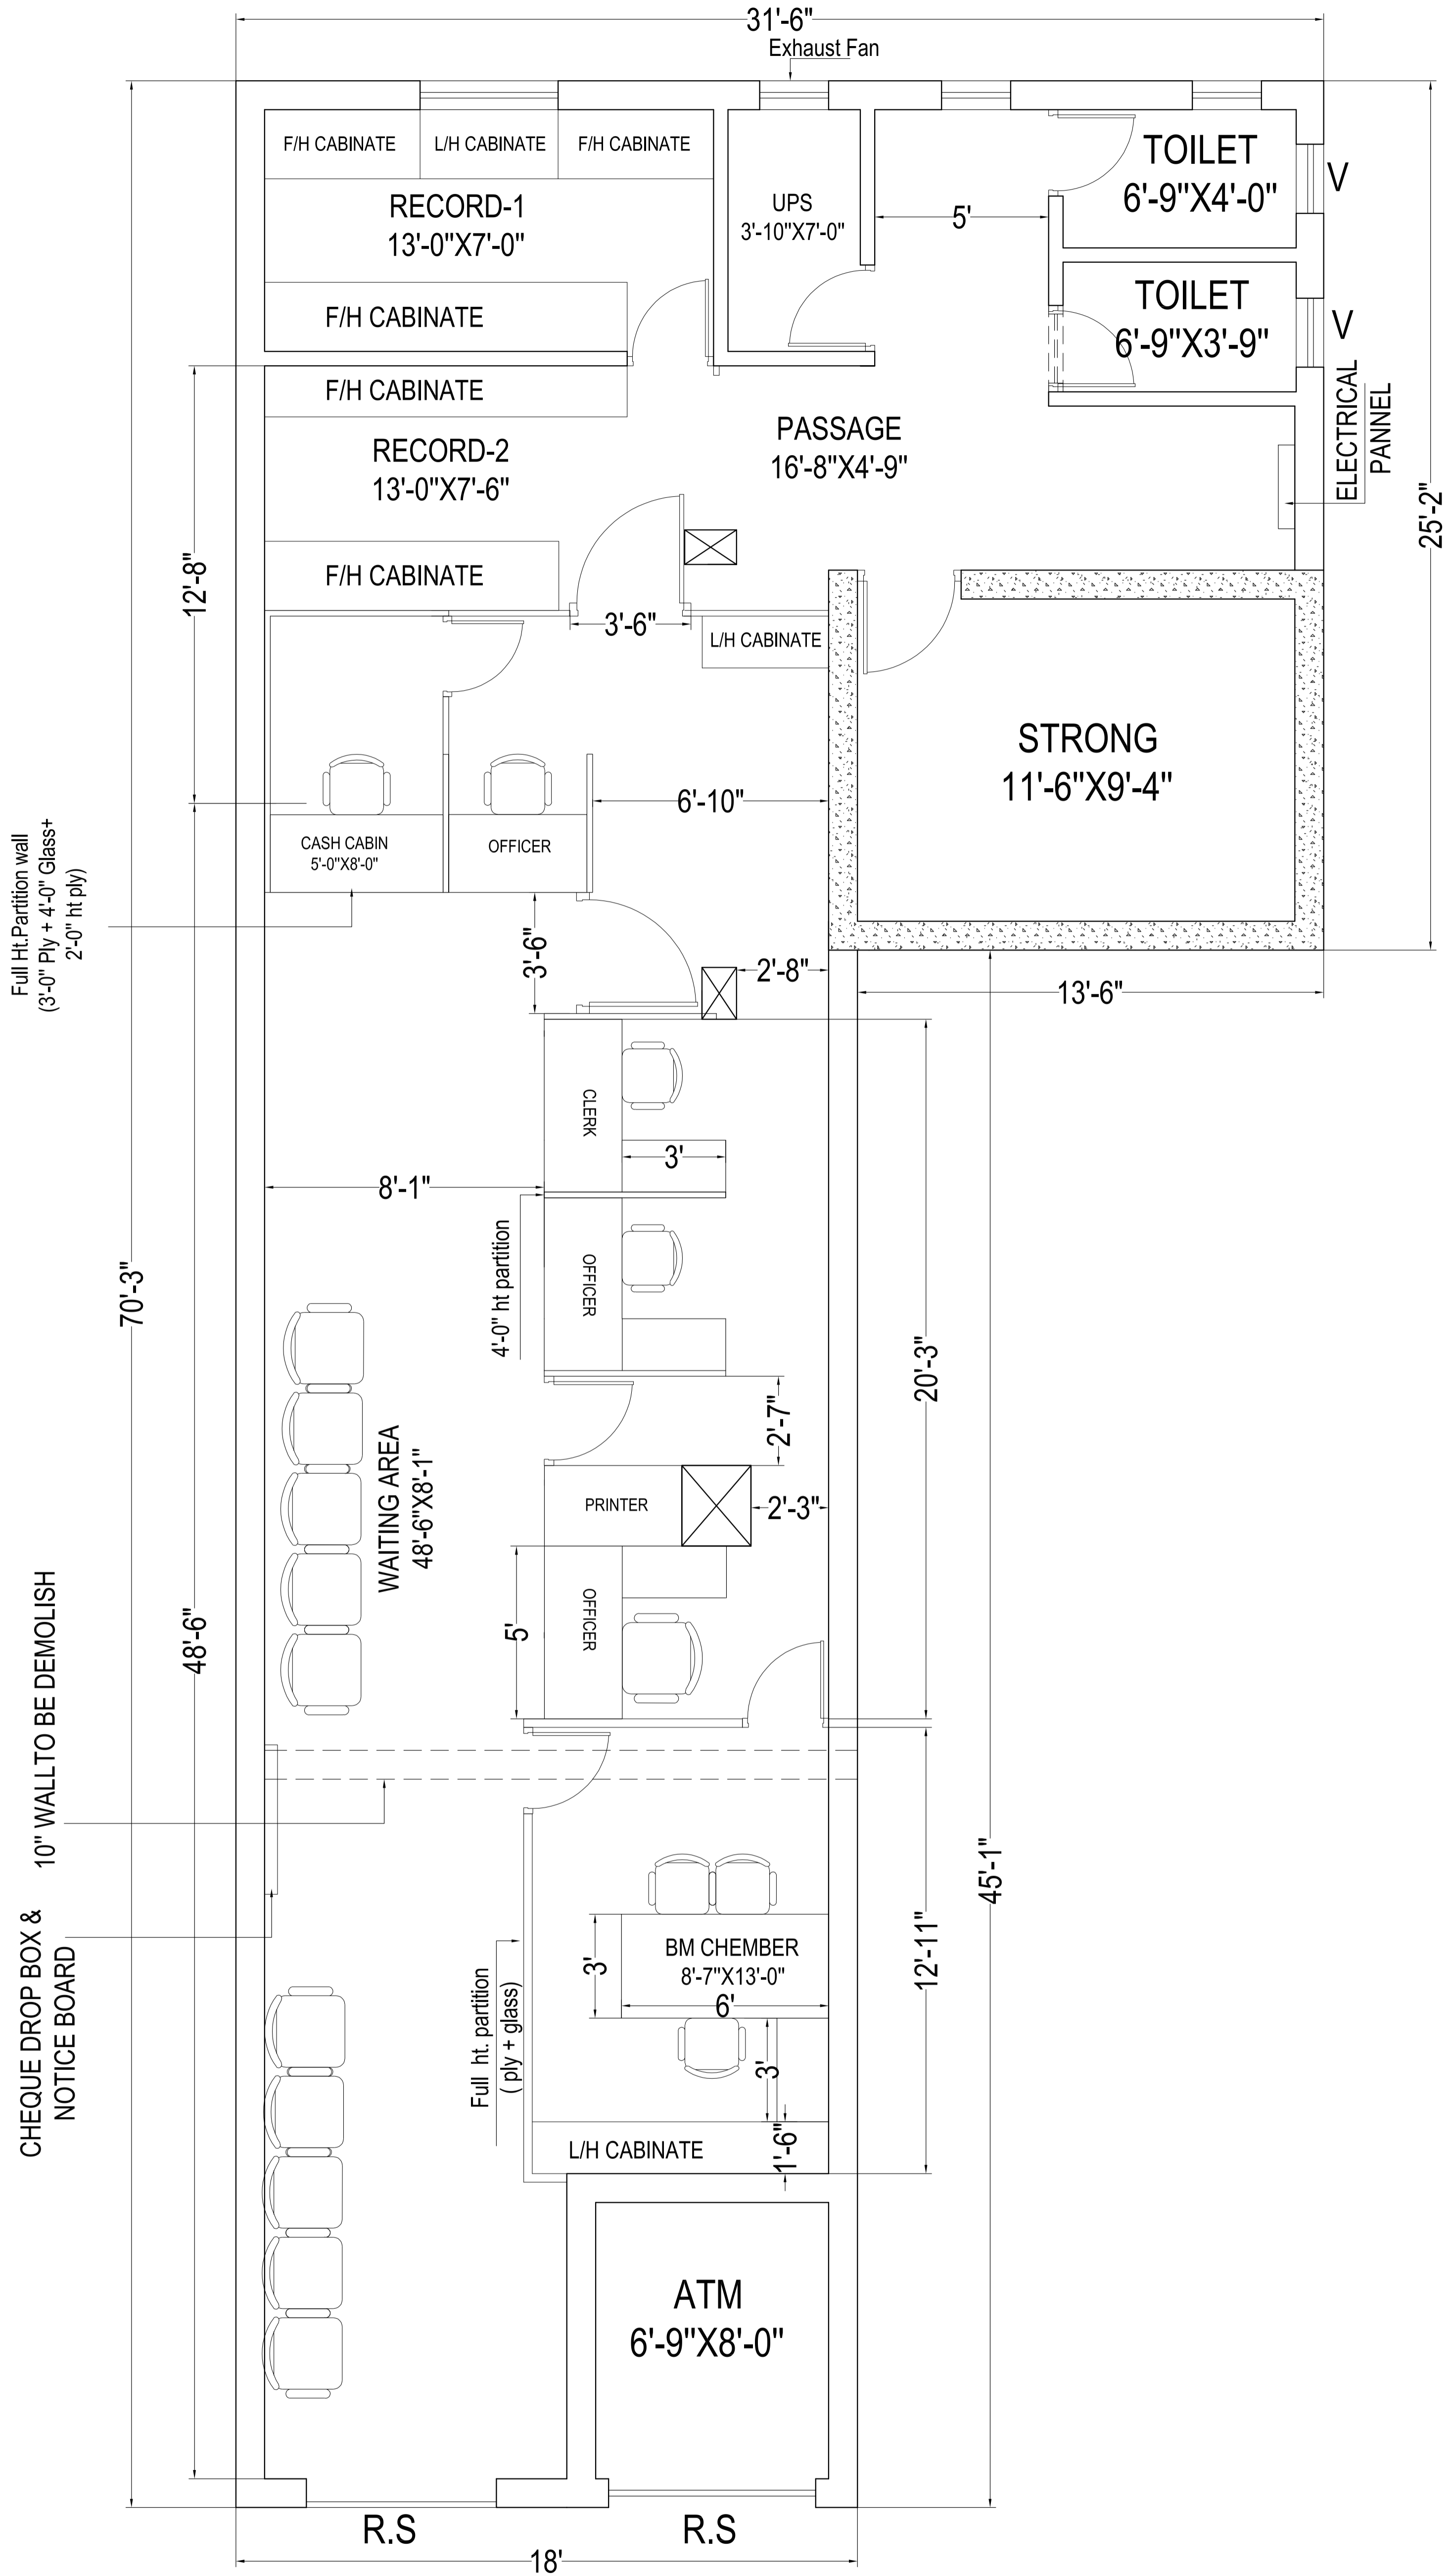 31'-6"
Exhaust Fan
F/H CABINATE
L/H CABINATE
F/H CABINATE
RECORD-1
13'-0"X7'-0"
F/H CABINATE
UPS
3'-10"X7'-0"
5'
TOILET
6'-9"X4'-0"
V
TOILET
6'-9"X3'-9"
V
ELECTRICAL
PANNEL
25'-2"
F/H CABINATE
RECORD-2
13'-0"X7'-6"
F/H CABINATE
PASSAGE
16'-8"X4'-9"
12'-8"
3'-6"
L/H CABINATE
STRONG
11'-6"X9'-4"
6'-10"
CASH CABIN
5'-0"X8'-0"
OFFICER
Full Ht.Partition wall
(3'-0" Ply + 4'-0" Glass+
2'-0" ht ply)
3'-6"
2'-8"
13'-6"
CLERK
3'
8'-1"
4'-0" ht partition
OFFICER
70'-3"
20'-3"
2'-7"
WAITING AREA
48'-6"X8'-1"
PRINTER
2'-3"
48'-6"
5'
OFFICER
10" WALL TO BE DEMOLISH
CHEQUE DROP BOX &
NOTICE BOARD
45'-1"
12'-11"
BM CHEMBER
8'-7"X13'-0"
3'
6'
3'
Full ht. partition
( ply + glass)
1'-6"
L/H CABINATE
ATM
6'-9"X8'-0"
R.S
R.S
18'